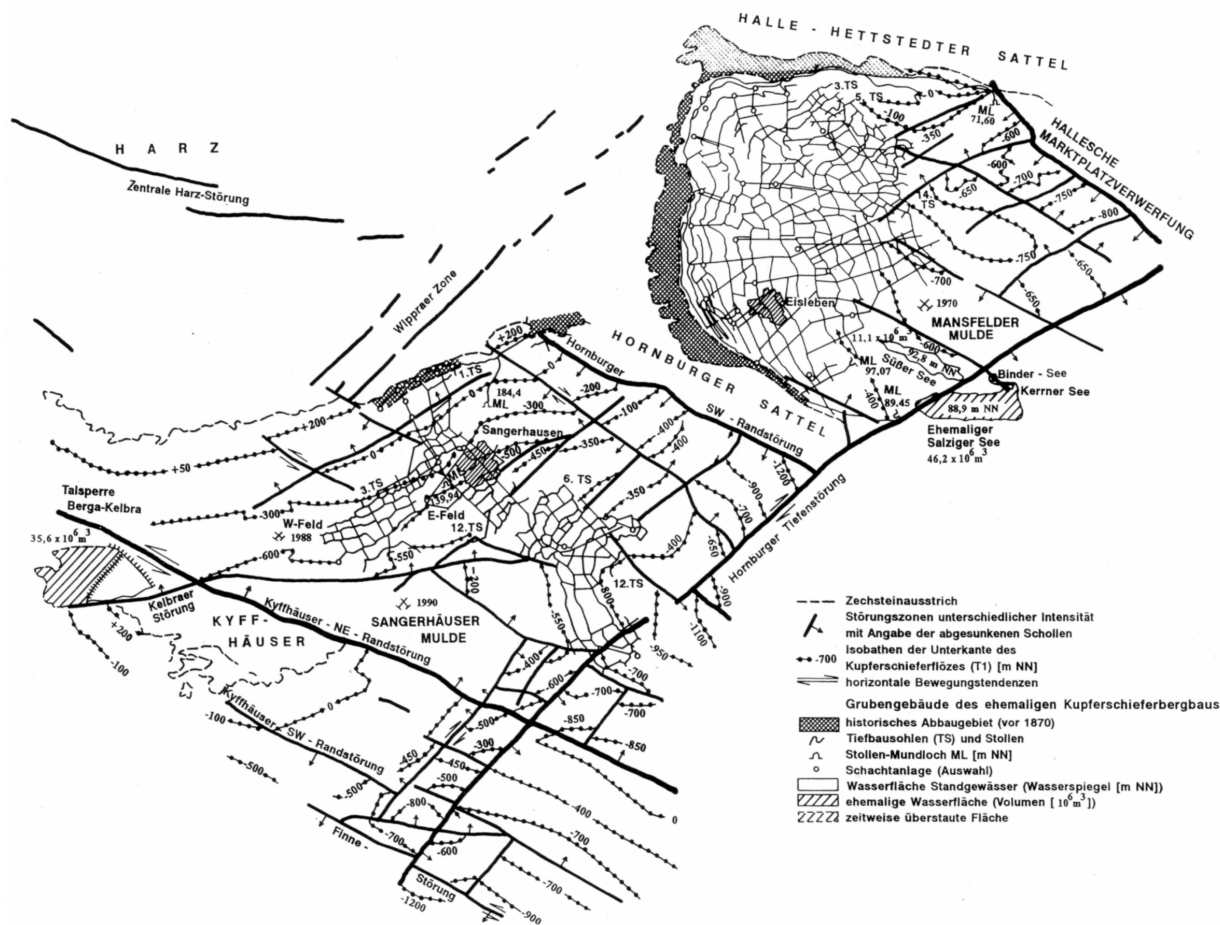 HALLE - HETTSTEDTER SATTEL
HARZ
Zentrale Harz-Störung
Wippraer Zone
3.TS
5. TS
0
-100
-350
ML
71,60
-600
-600
-700
-650
-750
-800
14.
TS
-750
-700
-650
-650
HALLESCHE
MARKTPLATZVERWERFUNG
Eisleben
1970
MANSFELDER
MULDE
11,1 x 10⁶ m³
-600
92,8 m NN
Süßer See
ML
97,07
-400
ML
89,45
Binder - See
Kerrner See
88,9 m NN
Ehemaliger
Salziger See
46,2 x 10⁶m³
HORNBURGER SATTEL
Hornburger
SW - Randstörung
Hornburger Tiefenstörung
+200
0
-200
-100
1.TS
184,4
ML
-300
Sangerhausen
-350
-450
-500
+200
+50
0
3.TS
ML
139,94
-300
W-Feld
1988
E-Feld
12.TS
-550
-600
6. TS
-350
-400
-400
-1200
-900
-700
-650
-400
-900
-1100
-950
12.TS
-800
-550
-200
Talsperre
Berga-Kelbra
35,6 x 10⁶m³
Kelbraer
Störung
+200
-100
KYFF-
HÄUSER
Kyffhäuser - NE - Randstörung
1990
SANGERHÄUSER
MULDE
Kyffhäuser - SW - Randstörung
-100
0
-500
-500
-450
-400
-600
-500
-300
-450
-500
-800
-700
-600
-700
-700
-700
-850
-850
-400
0
-700
-700
-900
-1200
Finne -
Störung
Zechsteinausstrich
Störungszonen unterschiedlicher Intensität
mit Angabe der abgesunkenen Schollen
Isobathen der Unterkante des
-700 Kupferschieferflözes (T1) [m NN]
horizontale Bewegungstendenzen
Grubengebäude des ehemaligen Kupferschieferbergbaus
historisches Abbaugebiet (vor 1870)
Tiefbausohlen (TS) und Stollen
Stollen-Mundloch ML [m NN]
Schachtanlage (Auswahl)
Wasserfläche Standgewässer (Wasserspiegel [m NN])
ehemalige Wasserfläche (Volumen [ 10⁶m³])
zeitweise überstaute Fläche